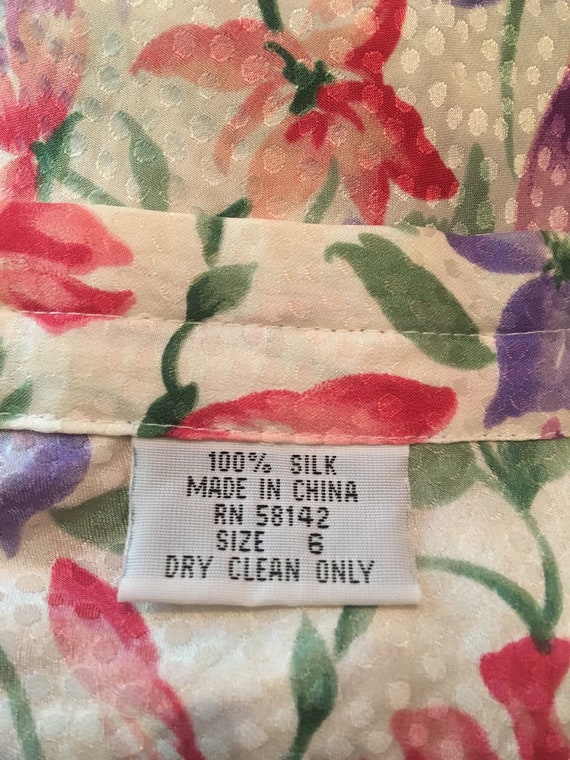 100% SILK
MADE IN CHINA
RN 58142
SIZE 6
DRY CLEAN ONLY